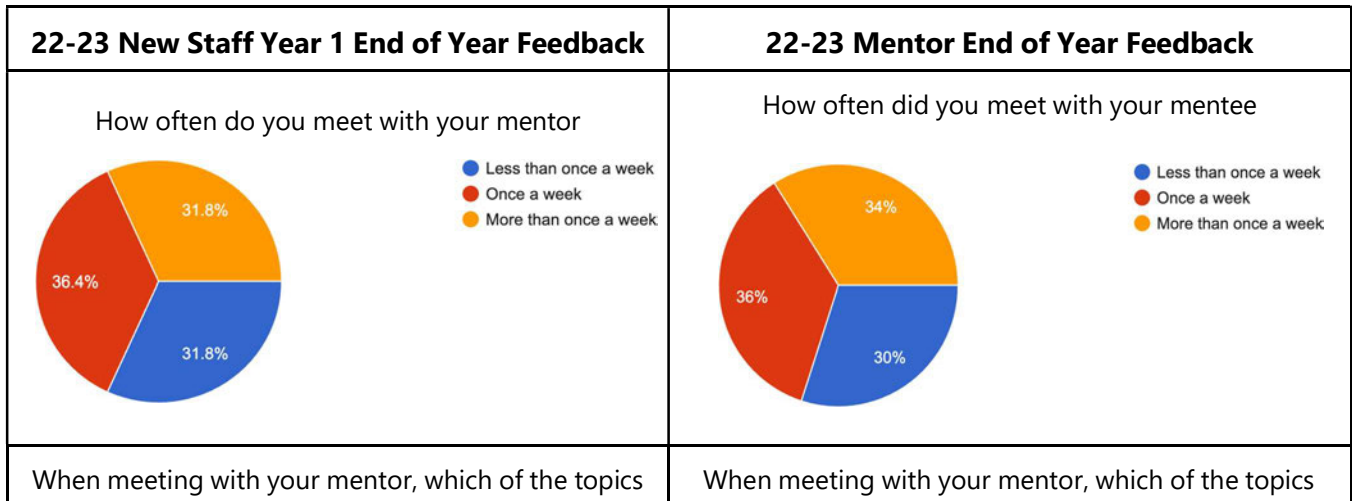 22-23 New Staff Year 1 End of Year Feedback
22-23 Mentor End of Year Feedback
How often do you meet with your mentor
Less than once a week
Once a week
More than once a week
31.8%
36.4%
31.8%
How often did you meet with your mentee
Less than once a week
Once a week
More than once a week
34%
36%
30%
When meeting with your mentor, which of the topics
When meeting with your mentor, which of the topics